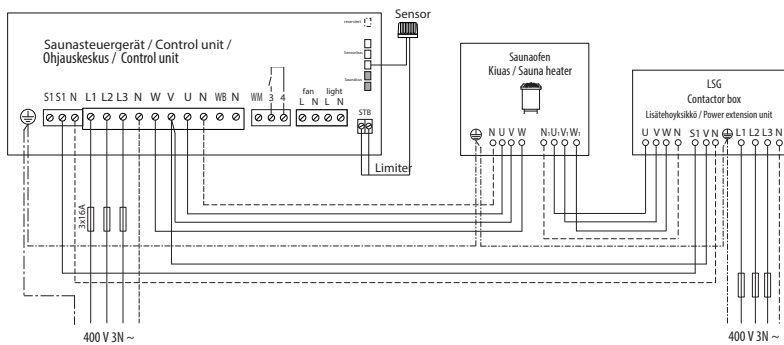 Saunasteuergerät / Control unit /
Ohjauskeskus / Control unit
Sensor
Sensorbus
Saunabus
S1 S1 N L1 L2 L3 N W V U N WB N
WM 3 4
fan light
L N L N
STB
Limiter
3x16A
400 V 3N ~
Saunaofen
Kiuas / Sauna heater
N U V W N₁ U₁ V₁ W₁
LSG
Contactor box
Lisätehoyksikkö / Power extension unit
U V W N S1 V N L1 L2 L3 N
400 V 3N ~